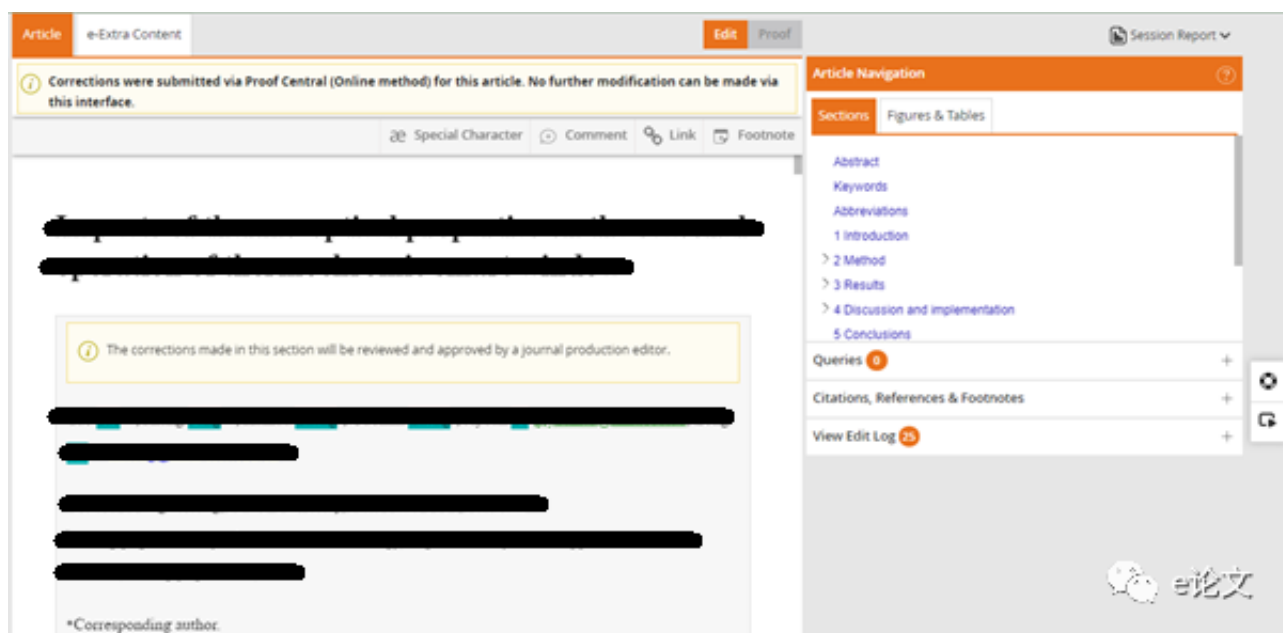 Article
e-Extra Content
Edit
Proof
Session Report
Corrections were submitted via Proof Central (Online method) for this article. No further modification can be made via
this interface.
æ Special Character
Comment
Link
Footnote
The corrections made in this section will be reviewed and approved by a journal production editor.
*Corresponding author.
Article Navigation
Sections
Figures & Tables
Abstract
Keywords
Abbreviations
1 Introduction
2 Method
3 Results
4 Discussion and implementation
5 Conclusions
Queries 0
Citations, References & Footnotes
View Edit Log 25
e论文